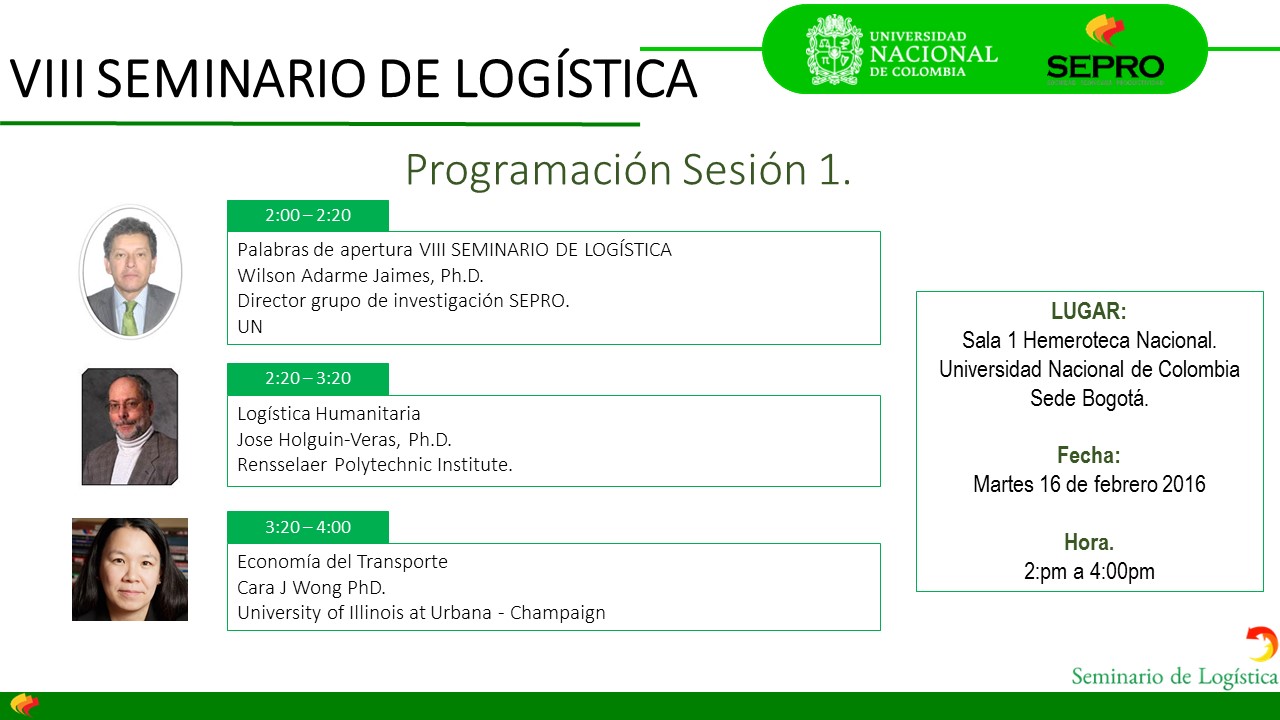 VIII SEMINARIO DE LOGÍSTICA
UNIVERSIDAD
NACIONAL
DE COLOMBIA
SEPRO
Programación Sesión 1.
2:00 – 2:20
Palabras de apertura VIII SEMINARIO DE LOGÍSTICA
Wilson Adarme Jaimes, Ph.D.
Director grupo de investigación SEPRO.
UN
2:20 – 3:20
Logística Humanitaria
Jose Holguin-Veras, Ph.D.
Rensselaer Polytechnic Institute.
3:20 – 4:00
Economía del Transporte
Cara J Wong PhD.
University of Illinois at Urbana - Champaign
LUGAR:
Sala 1 Hemeroteca Nacional.
Universidad Nacional de Colombia
Sede Bogotá.
Fecha:
Martes 16 de febrero 2016
Hora.
2:pm a 4:00pm
Seminario de Logística